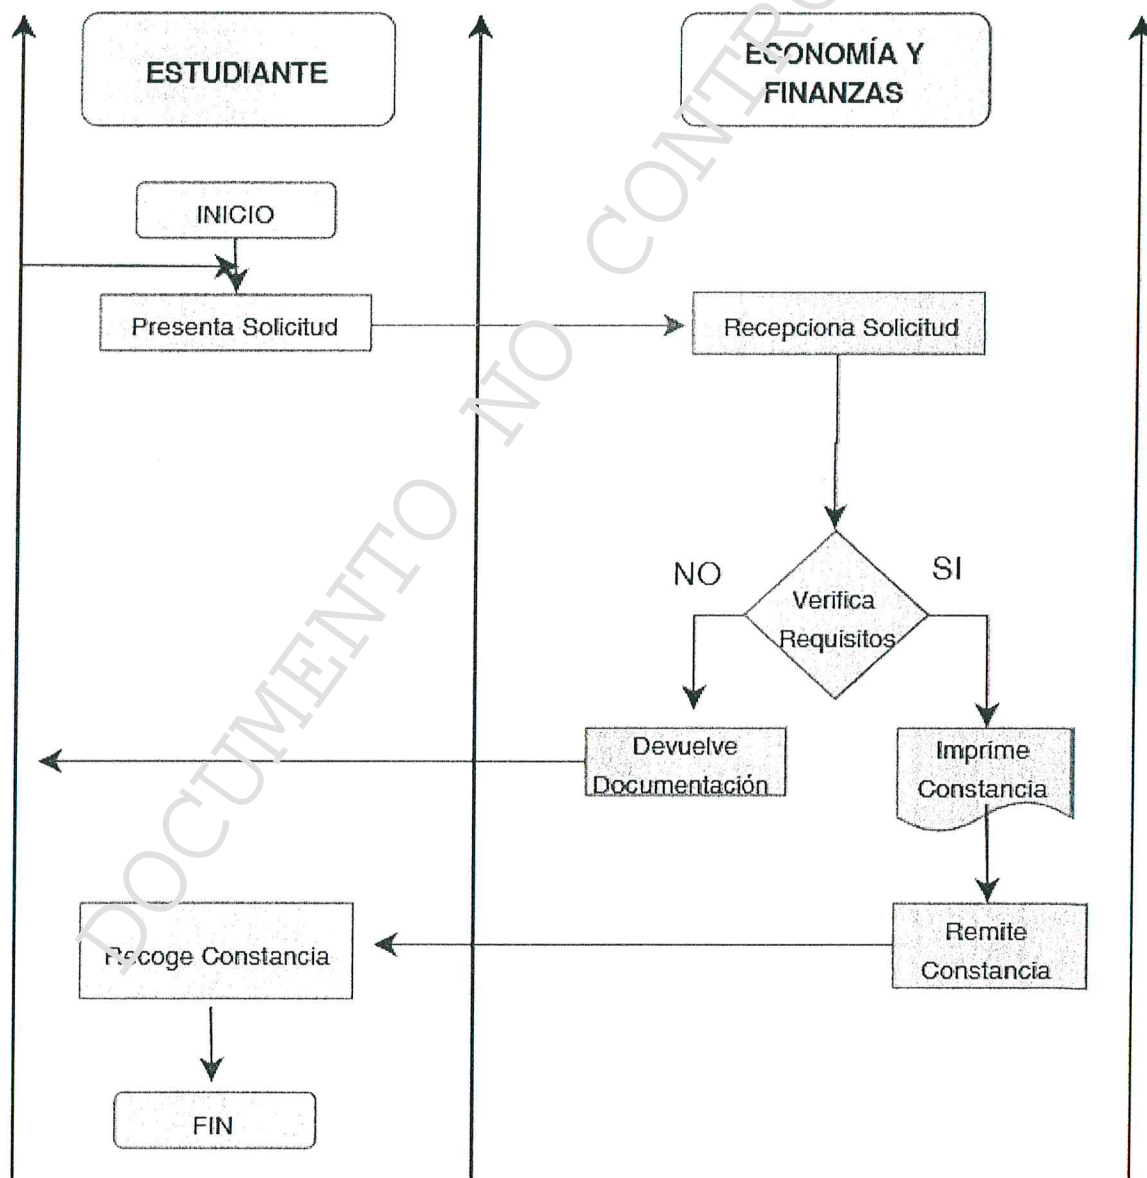 ESTUDIANTE
ECONOMÍA Y
FINANZAS
INICIO
Presenta Solicitud
Recepciona Solicitud
NO
SI
Verifica
Requisitos
Devuelve
Documentación
Imprime
Constancia
Recoge Constancia
Remite
Constancia
FIN
DOCUMENTO NO